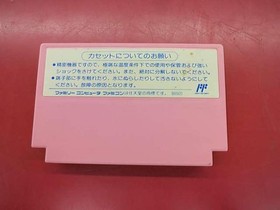 カセットについてのお願い
●精密機器ですので、極端な温度条件下での使用や保管および強い
ショックをさけてください。また、絶対に分解しないでください。
●端子部に手を触れたり、水にぬらしたりして汚さないようにして
ください。故障の原因となります。
ファミリーコンピュータ・ファミコンは任天堂の商標です。